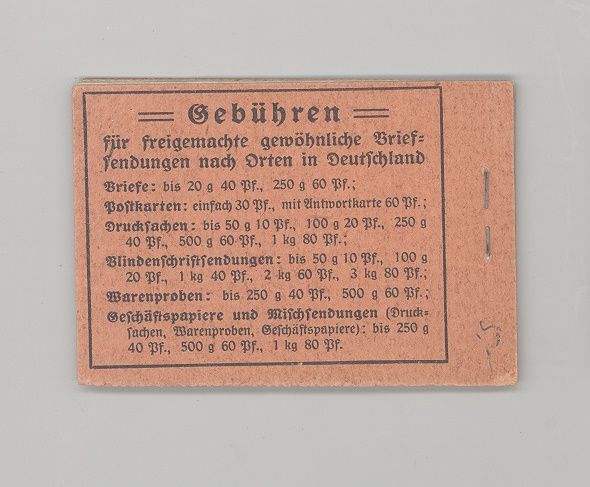 Gebühren
für freigemachte gewöhnliche Brief=
sendungen nach Orten in Deutschland
Briefe: bis 20 g 40 Pf., 250 g 60 Pf.;
Postkarten: einfach 30 Pf., mit Antwortkarte 60 Pf.;
Drucksachen: bis 50 g 10 Pf., 100 g 20 Pf., 250 g
40 Pf., 500 g 60 Pf., 1 kg 80 Pf.;
Blindenschriftsendungen: bis 50 g 10 Pf., 100 g
20 Pf., 1 kg 40 Pf., 2 kg 60 Pf., 3 kg 80 Pf.;
Warenproben: bis 250 g 40 Pf., 500 g 60 Pf.;
Geschäftspapiere und Mischsendungen (Druck=
sachen, Warenproben, Geschäftspapiere): bis 250 g
40 Pf., 500 g 60 Pf., 1 kg 80 Pf.